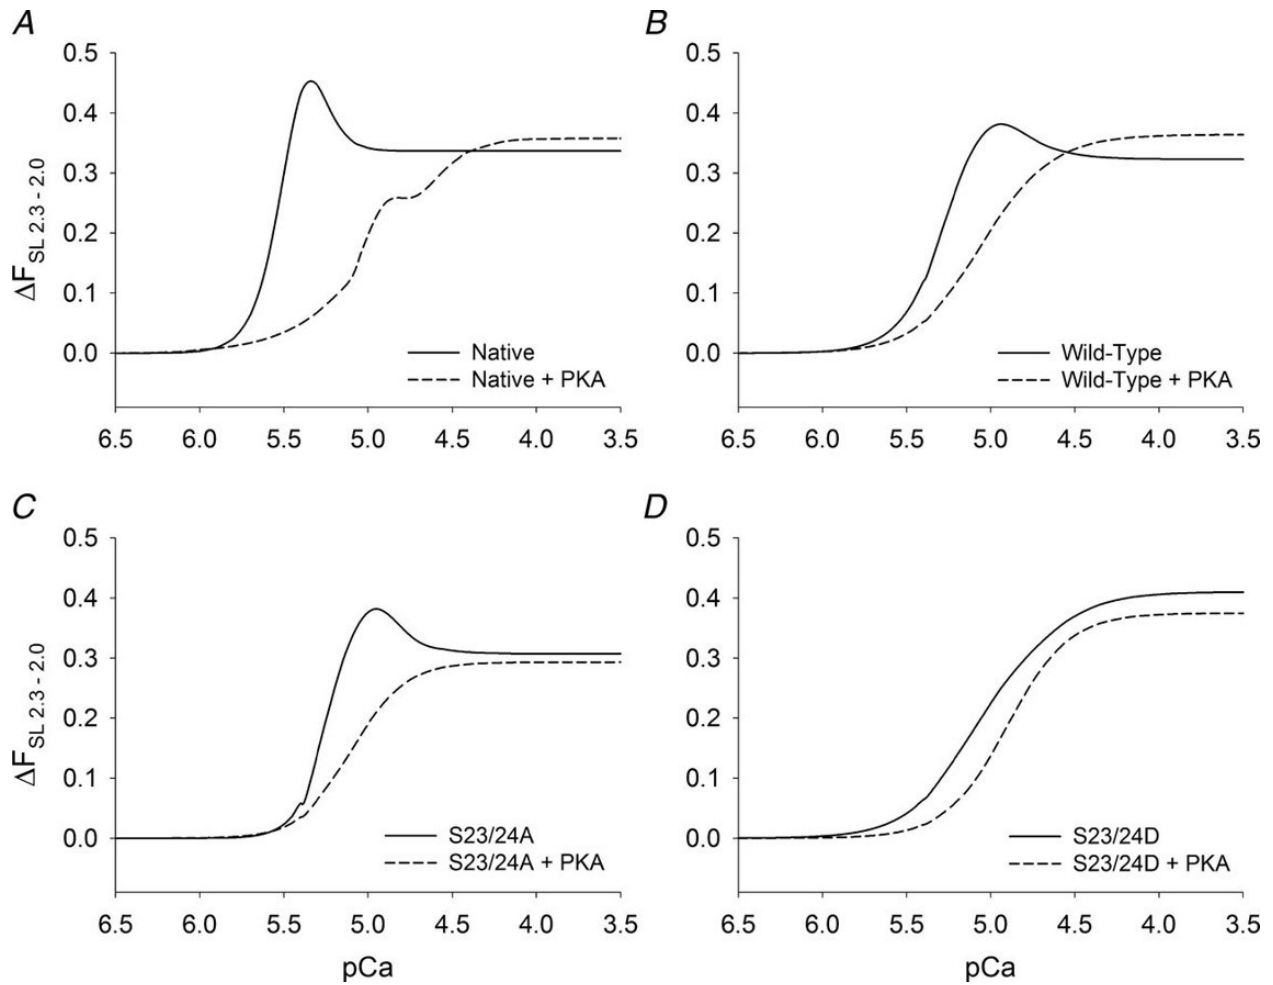 A
0.5
0.4
0.3
0.2
0.1
0.0
ΔF SL 2.3 - 2.0
Native
Native + PKA
6.5 6.0 5.5 5.0 4.5 4.0 3.5
B
0.5
0.4
0.3
0.2
0.1
0.0
Wild-Type
Wild-Type + PKA
6.5 6.0 5.5 5.0 4.5 4.0 3.5
C
0.5
0.4
0.3
0.2
0.1
0.0
ΔF SL 2.3 - 2.0
S23/24A
S23/24A + PKA
6.5 6.0 5.5 5.0 4.5 4.0 3.5
pCa
D
0.5
0.4
0.3
0.2
0.1
0.0
S23/24D
S23/24D + PKA
6.5 6.0 5.5 5.0 4.5 4.0 3.5
pCa